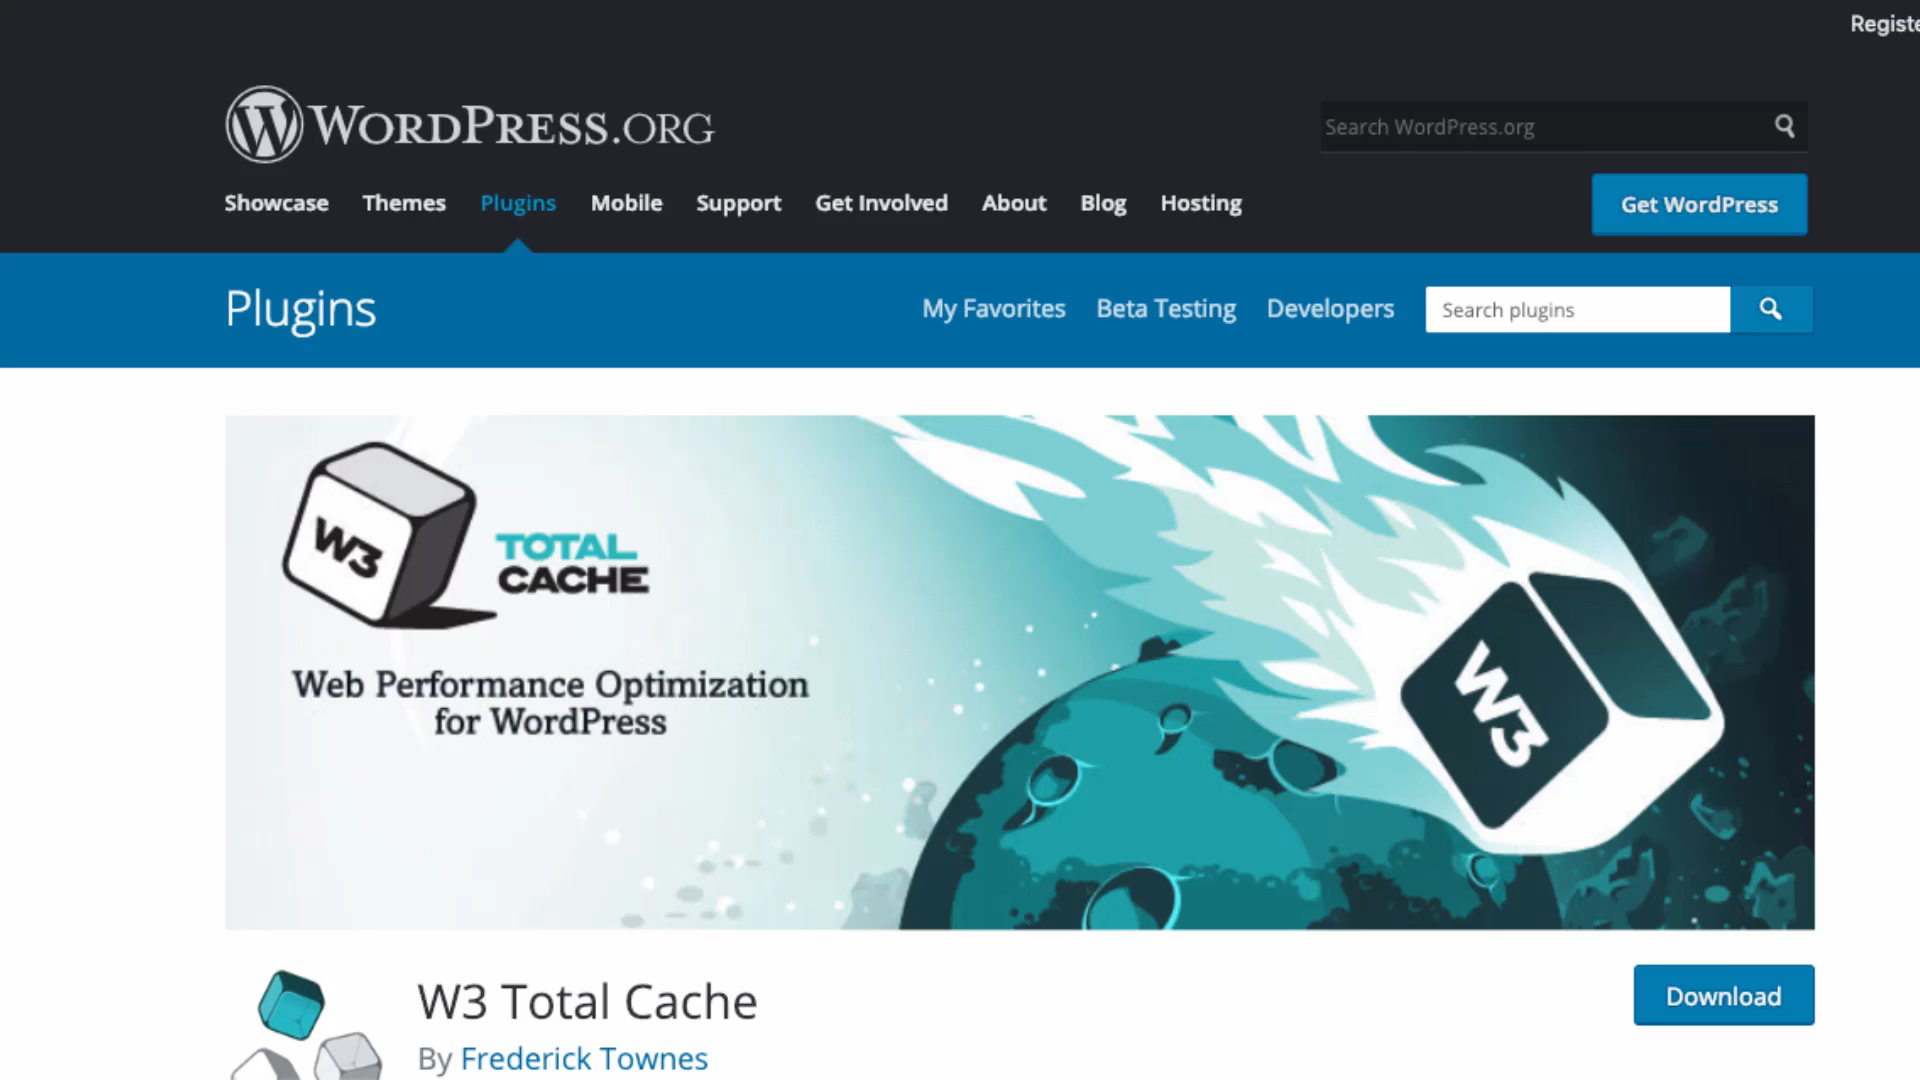 Registe
WORDPRESS.ORG
Search WordPress.org
Showcase Themes Plugins Mobile Support Get Involved About Blog Hosting
Get WordPress
Plugins
My Favorites Beta Testing Developers
Search plugins
W3
TOTAL
CACHE
Web Performance Optimization
for WordPress
W3
W3 Total Cache
Download
By Frederick Townes